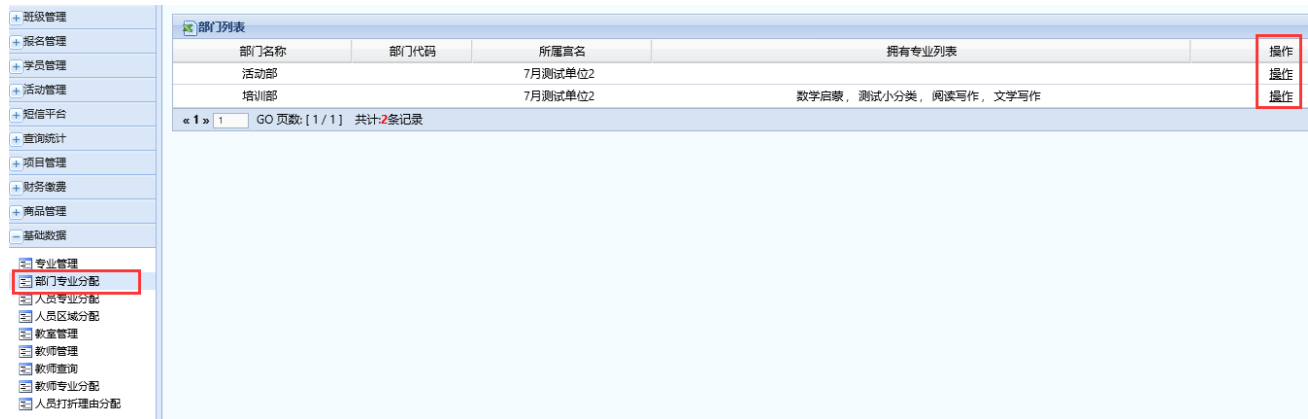 班级管理
报名管理
学员管理
活动管理
短信平台
查询统计
项目管理
财务缴费
商品管理
基础数据
专业管理
部门专业分配
人员专业分配
人员区域分配
教室管理
教师管理
教师查询
教师专业分配
人员打折理由分配
部门列表
部门名称 部门代码 所属宫名 拥有专业列表 操作
活动部 7月测试单位2 操作
培训部 7月测试单位2 数学启蒙, 测试小分类, 阅读写作, 文学写作 操作
« 1 » 1 GO 页数: [ 1 / 1 ] 共计:2条记录